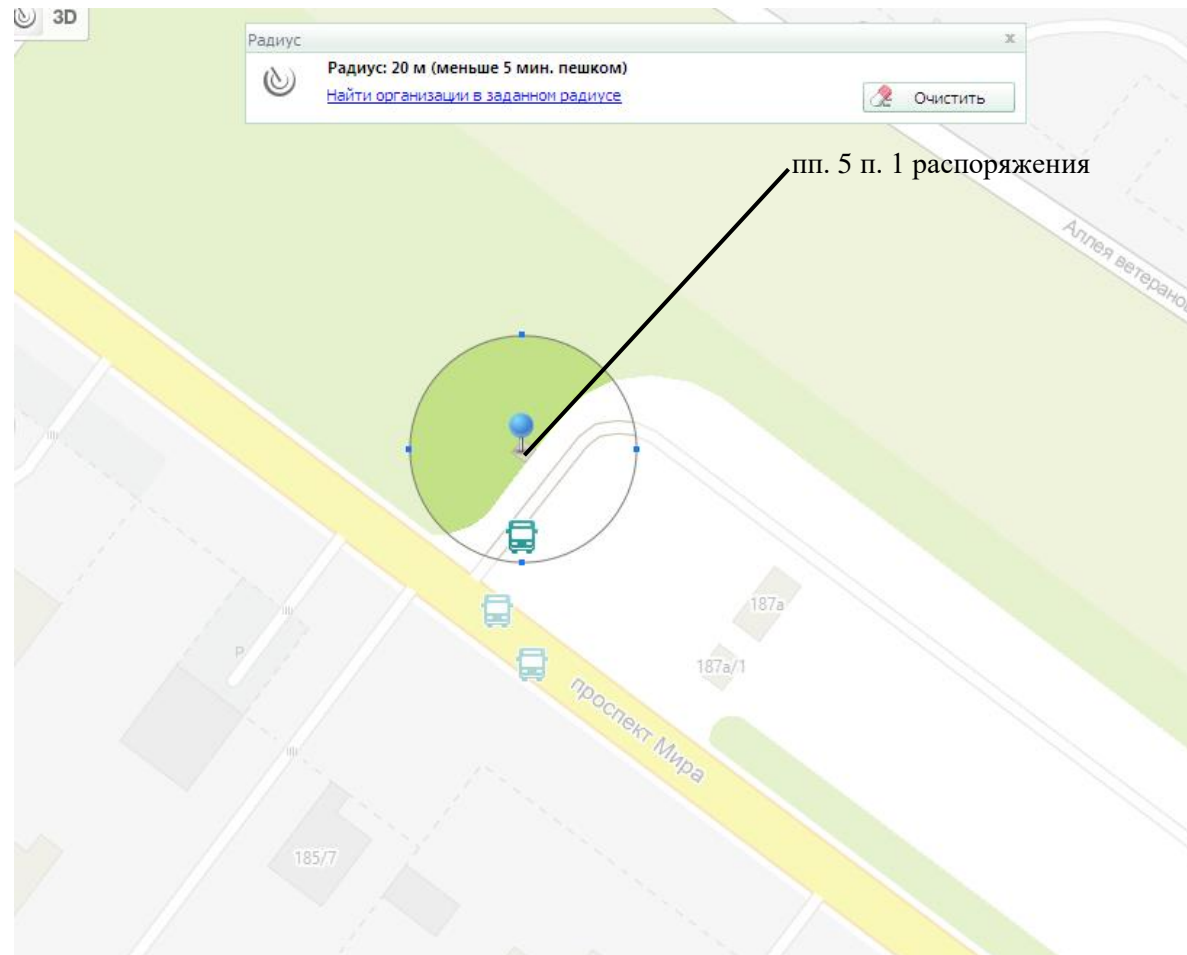 3D
Радиус
x
Радиус: 20 м (меньше 5 мин. пешком)
Найти организации в заданном радиусе
Очистить
пп. 5 п. 1 распоряжения
Аллея ветеранов
187а
P
187а/1
проспект Мира
185/7